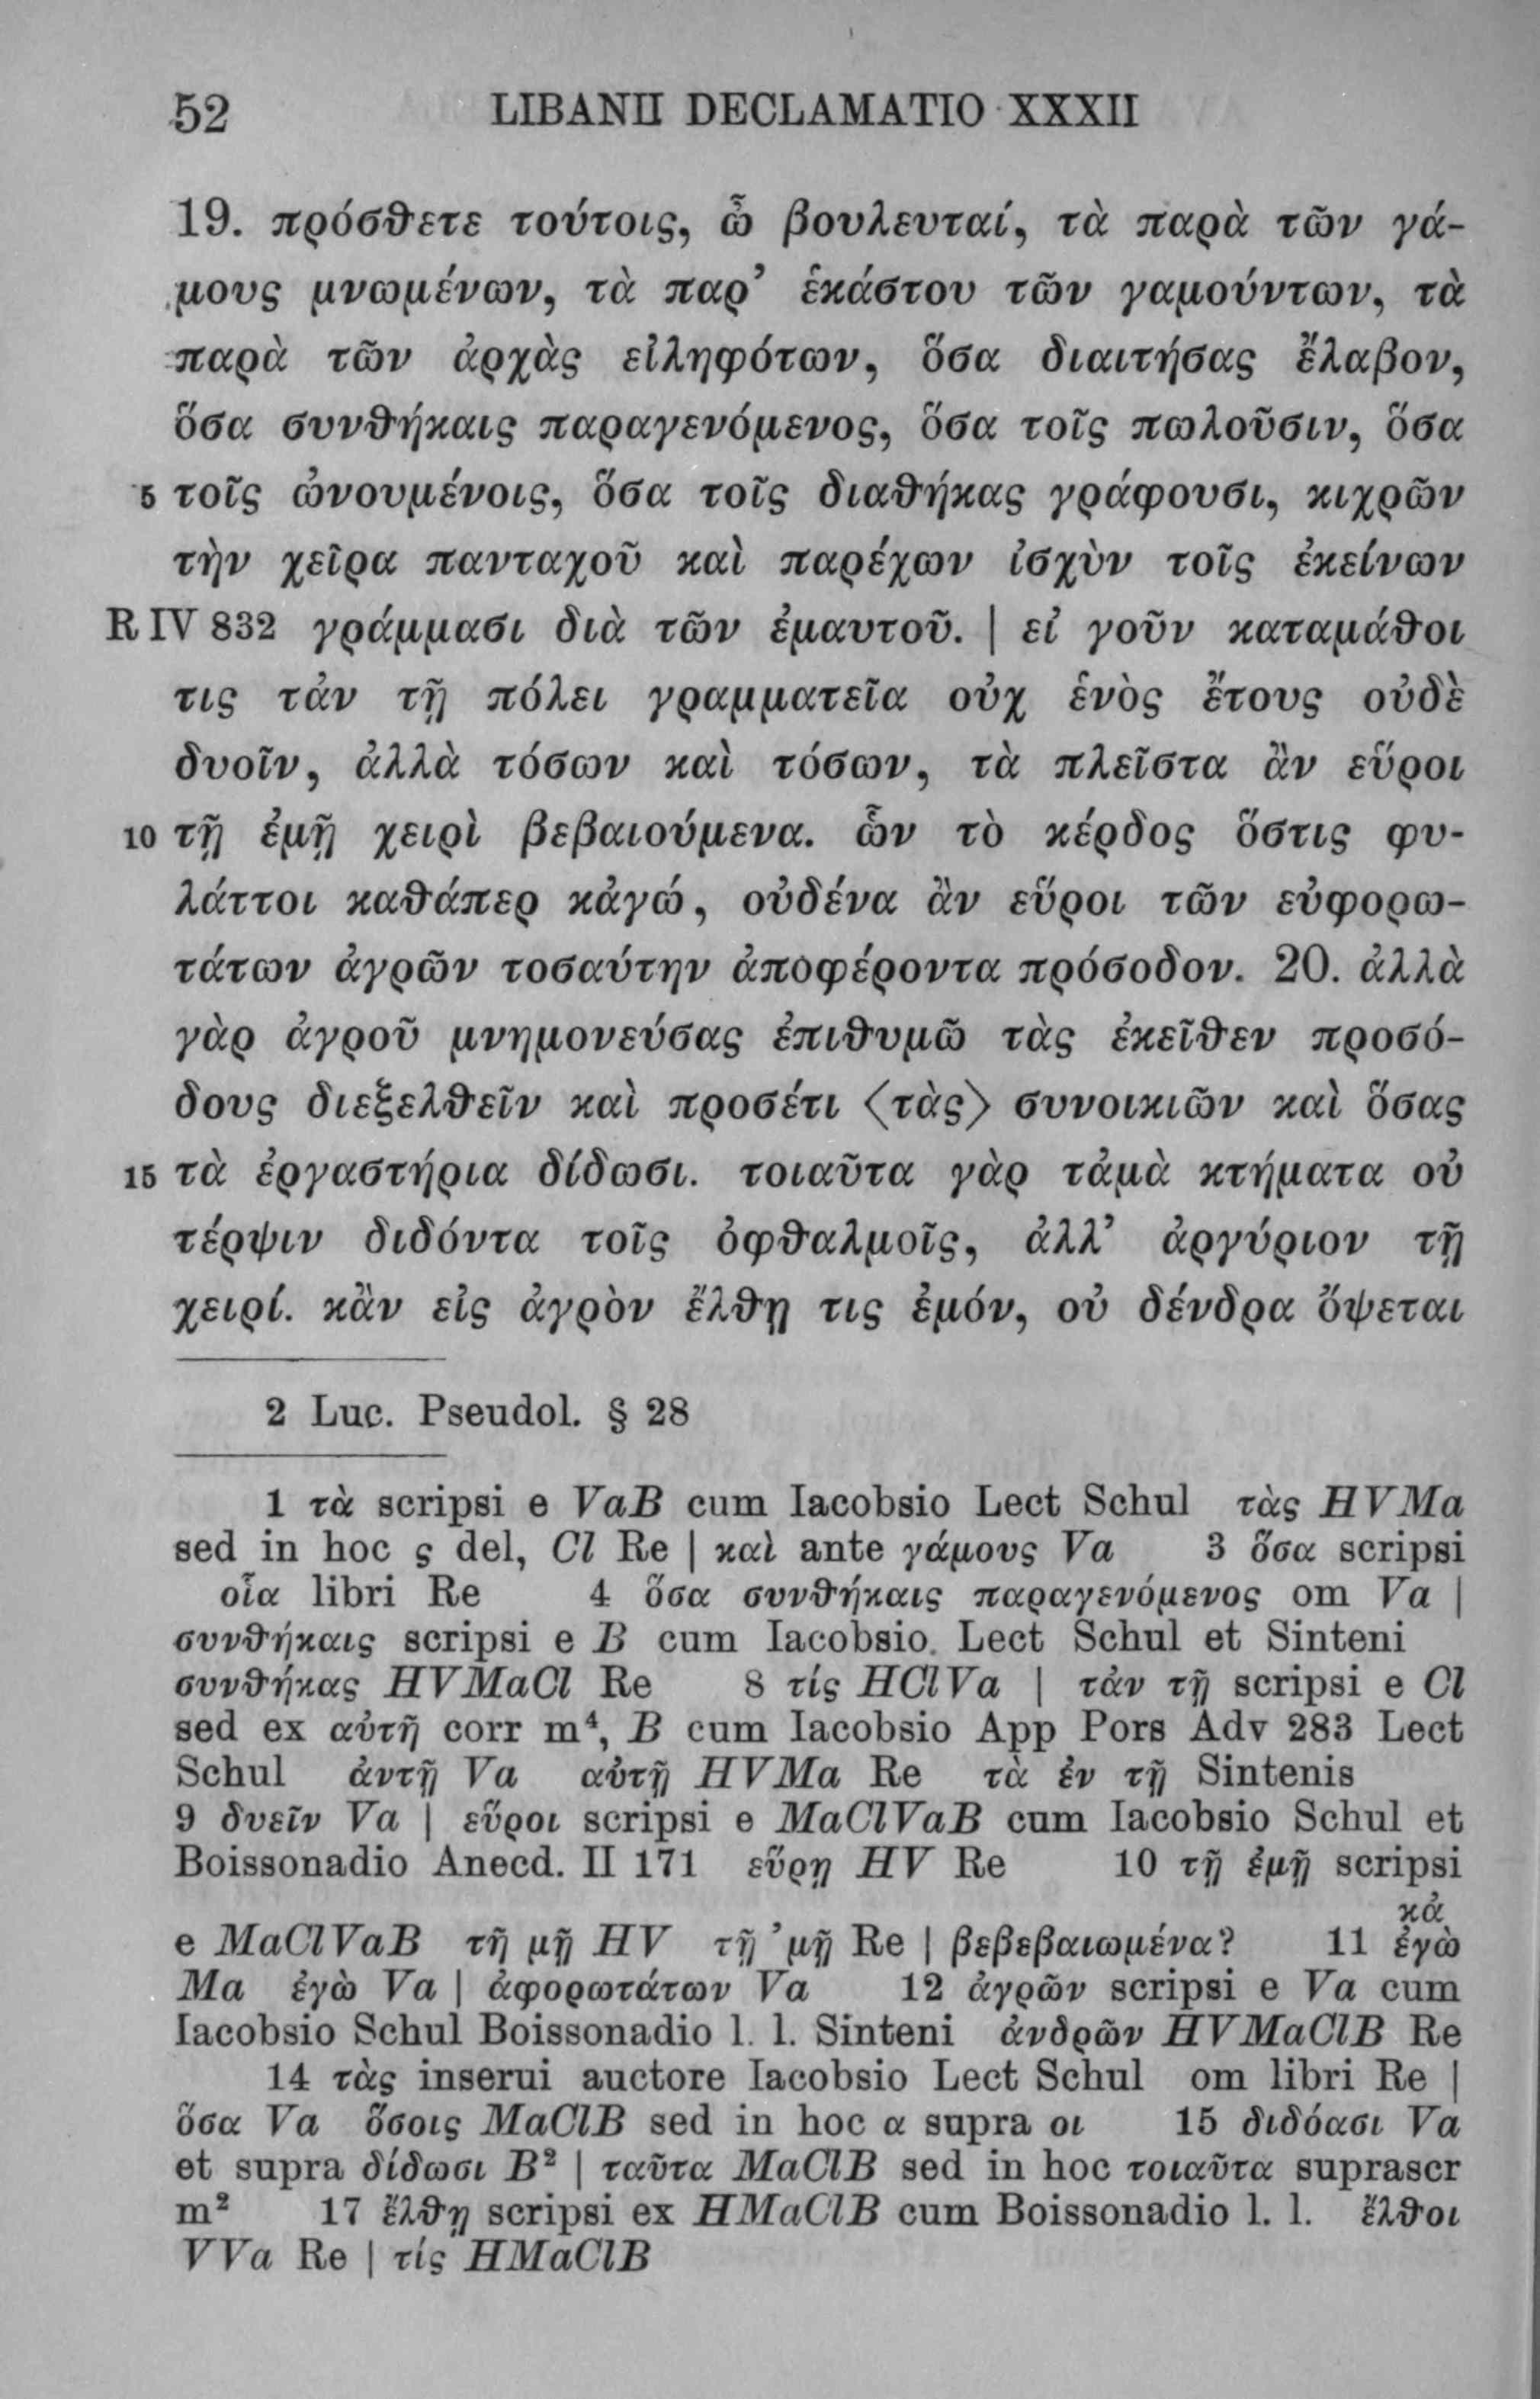 52 LIBANII DECLAMATIO XXXII
19. πρόσθετε τούτοις, ὦ βουλευταί, τὰ παρὰ τῶν γά-
μους μνωμένων, τὰ παρ’ ἑκάστου τῶν γαμούντων, τὰ
παρὰ τῶν ἀρχὰς εἰληφότων, ὅσα διαιτήσας ἔλαβον,
ὅσα συνθήκαις παραγενόμενος, ὅσα τοῖς πωλοῦσιν, ὅσα
5 τοῖς ὠνουμένοις, ὅσα τοῖς διαθήκας γράφουσι, κιχρῶν
τὴν χεῖρα πανταχοῦ καὶ παρέχων ἰσχὺν τοῖς ἐκείνων
R IV 832 γράμμασι διὰ τῶν ἐμαυτοῦ. | εἰ γοῦν καταμάθοι
τις τἀν τῇ πόλει γραμματεῖα οὐχ ἑνὸς ἔτους οὐδὲ
δυοῖν, ἀλλὰ τόσων καὶ τόσων, τὰ πλεῖστα ἂν εὕροι
10 τῇ ἐμῇ χειρὶ βεβαιούμενα. ὧν τὸ κέρδος ὅστις φυ-
λάττοι καθάπερ κἀγώ, οὐδένα ἂν εὕροι τῶν εὐφορω-
τάτων ἀγρῶν τοσαύτην ἀποφέροντα πρόσοδον. 20. ἀλλὰ
γὰρ ἀγροῦ μνημονεύσας ἐπιθυμῶ τὰς ἐκεῖθεν προσό-
δους διεξελθεῖν καὶ προσέτι ⟨τὰς⟩ συνοικιῶν καὶ ὅσας
15 τὰ ἐργαστήρια δίδωσι. τοιαῦτα γὰρ τἀμὰ κτήματα οὐ
τέρψιν διδόντα τοῖς ὀφθαλμοῖς, ἀλλ’ ἀργύριον τῇ
χειρί. κἂν εἰς ἀγρὸν ἔλθῃ τις ἐμόν, οὐ δένδρα ὄψεται
2 Luc. Pseudol. § 28
1 τὰ scripsi e VaB cum Iacobsio Lect Schul τὰς HVMa
sed in hoc ς del, Cl Re | καὶ ante γάμους Va 3 ὅσα scripsi
οἷα libri Re 4 ὅσα συνθήκαις παραγενόμενος om Va |
συνθήκαις scripsi e B cum Iacobsio Lect Schul et Sinteni
συνθήκας HVMaCl Re 8 τίς HClVa | τἀν τῇ scripsi e Cl
sed ex αὐτῆ corr m⁴, B cum Iacobsio App Pors Adv 283 Lect
Schul ἀντῇ Va αὐτῇ HVMa Re τὰ ἐν τῇ Sintenis
9 δυεῖν Va | εὕροι scripsi e MaClVaB cum Iacobsio Schul et
Boissonadio Anecd. II 171 εὕρῃ HV Re 10 τῇ ἐμῇ scripsi
κἀ
e MaClVaB τῆ μῇ HV τῇ ’μῇ Re | βεβεβαιωμένα? 11 ἐγὼ
Ma ἐγὼ Va | ἀφορωτάτων Va 12 ἀγρῶν scripsi e Va cum
Iacobsio Schul Boissonadio l. l. Sinteni ἀνδρῶν HVMaClB Re
14 τὰς inserui auctore Iacobsio Lect Schul om libri Re |
ὅσα Va ὅσοις MaClB sed in hoc α supra οι 15 διδόασι Va
et supra δίδωσι B² | ταῦτα MaClB sed in hoc τοιαῦτα suprascr
m² 17 ἔλθῃ scripsi ex HMaClB cum Boissonadio l. l. ἔλθοι
VVa Re | τίς HMaClB